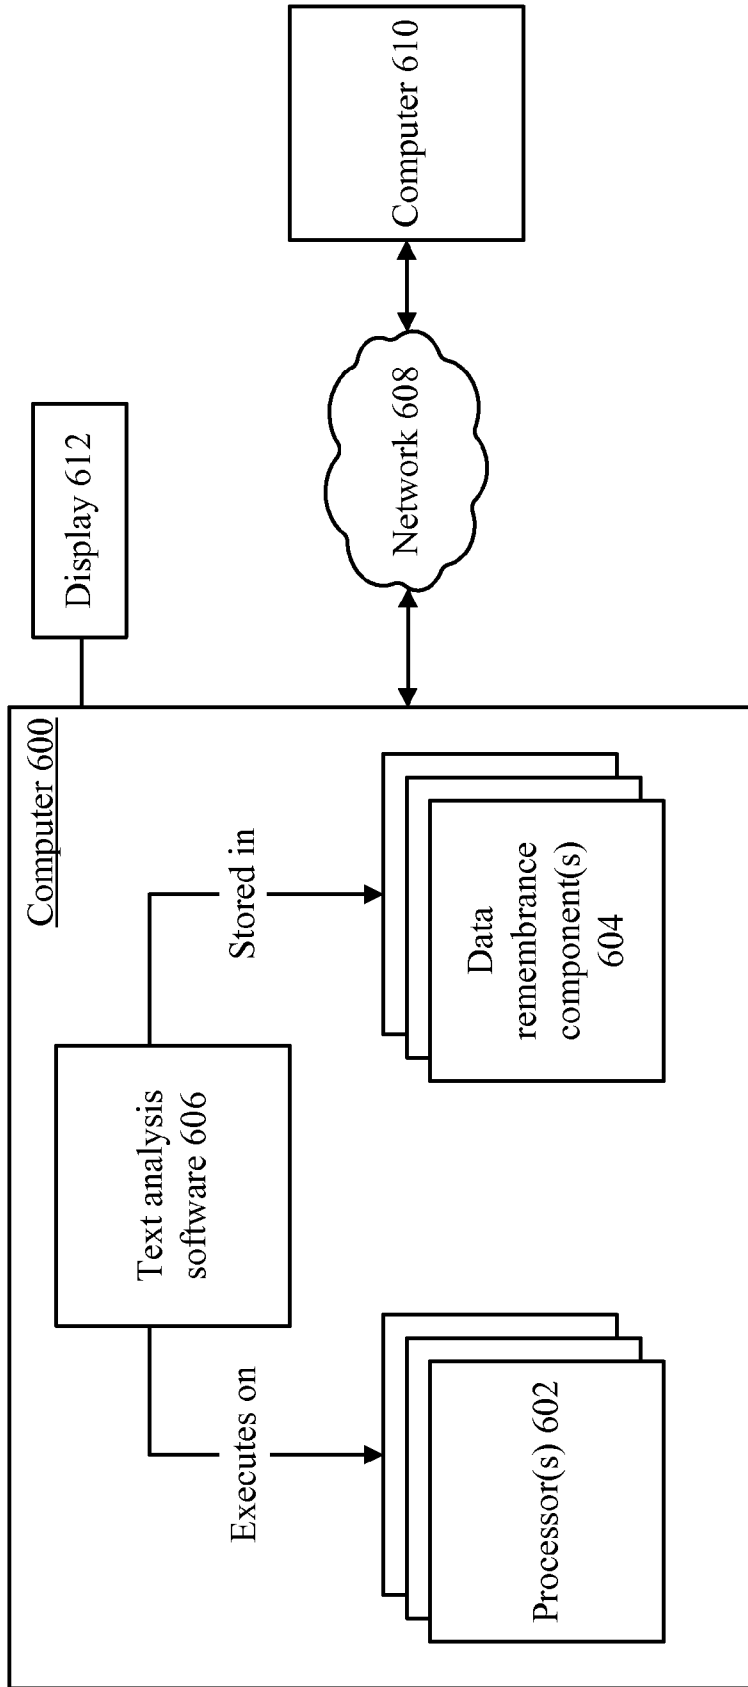 Computer 600
Text analysis
software 606
Executes on
Stored in
Processor(s) 602
Data
remembrance
component(s)
604
Display 612
Network 608
Computer 610